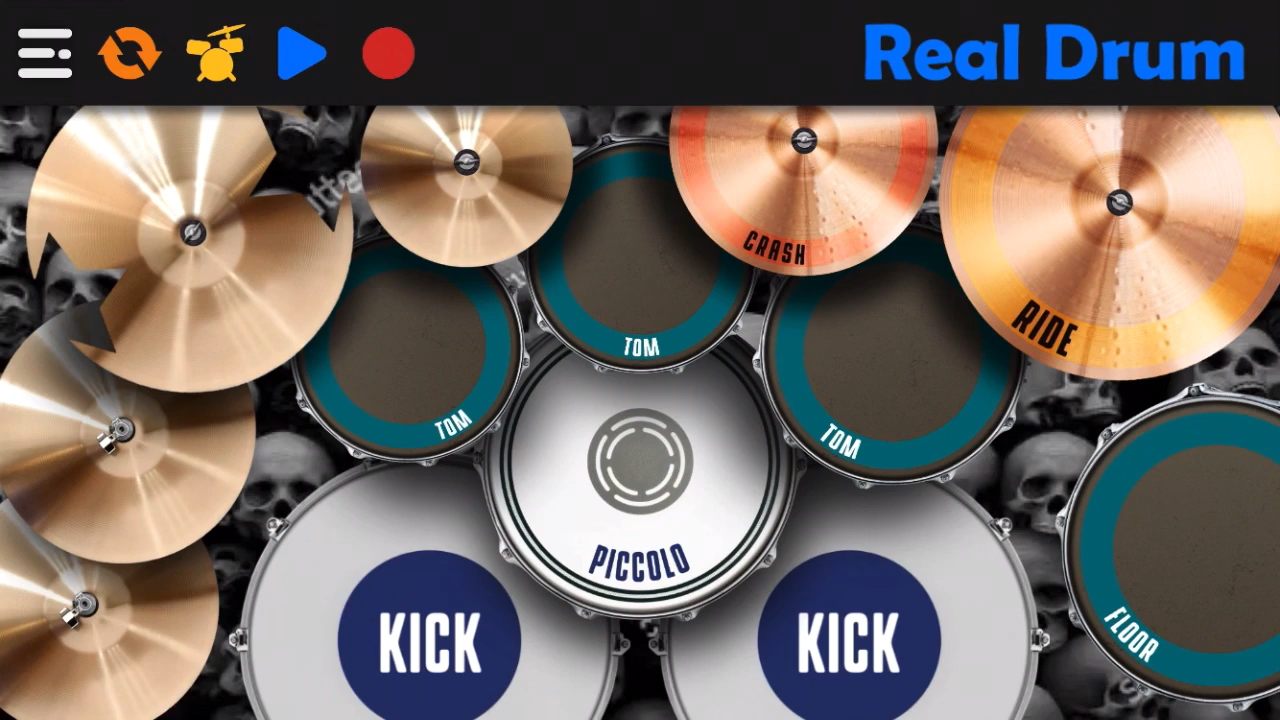 Real Drum
CRASH
RIDE
TOM
TOM
TOM
PICCOLO
KICK
KICK
FLOOR